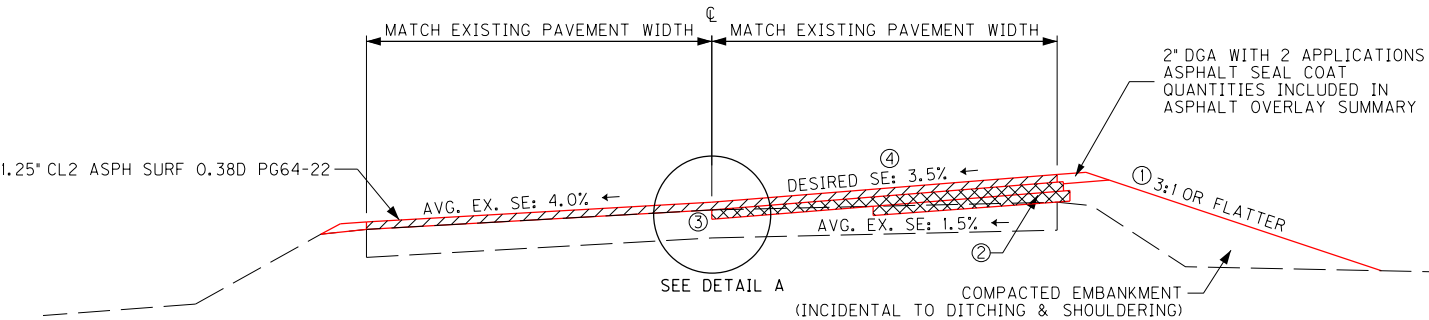 ℄
MATCH EXISTING PAVEMENT WIDTH
MATCH EXISTING PAVEMENT WIDTH
2" DGA WITH 2 APPLICATIONS
ASPHALT SEAL COAT
QUANTITIES INCLUDED IN
ASPHALT OVERLAY SUMMARY
1.25" CL2 ASPH SURF 0.38D PG64-22
④
DESIRED SE: 3.5%
① 3:1 OR FLATTER
AVG. EX. SE: 4.0%
③
AVG. EX. SE: 1.5%
②
SEE DETAIL A
COMPACTED EMBANKMENT
(INCIDENTAL TO DITCHING & SHOULDERING)